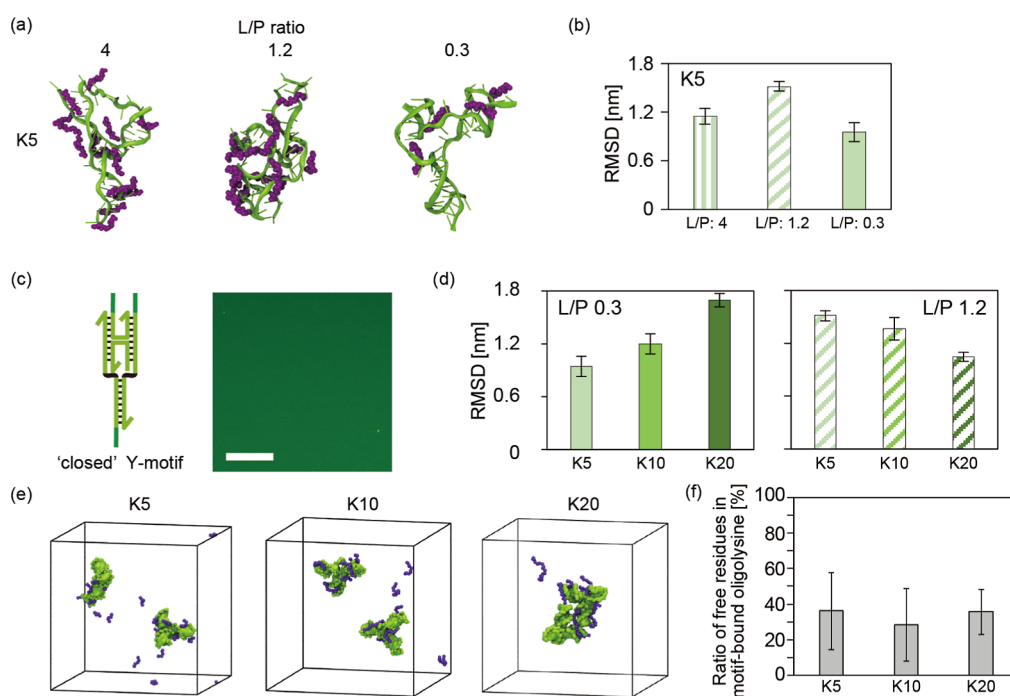 (a)
L/P ratio
4
1.2
0.3
K5
(b)
K5
RMSD [nm]
1.8
1.2
0.6
0
L/P: 4
L/P: 1.2
L/P: 0.3
(c)
'closed' Y-motif
(d)
L/P 0.3
RMSD [nm]
1.8
1.2
0.6
0
K5
K10
K20
L/P 1.2
K5
K10
K20
(e)
K5
K10
K20
(f)
Ratio of free residues in
motif-bound oligolysine [%]
100
80
60
40
20
0
K5
K10
K20